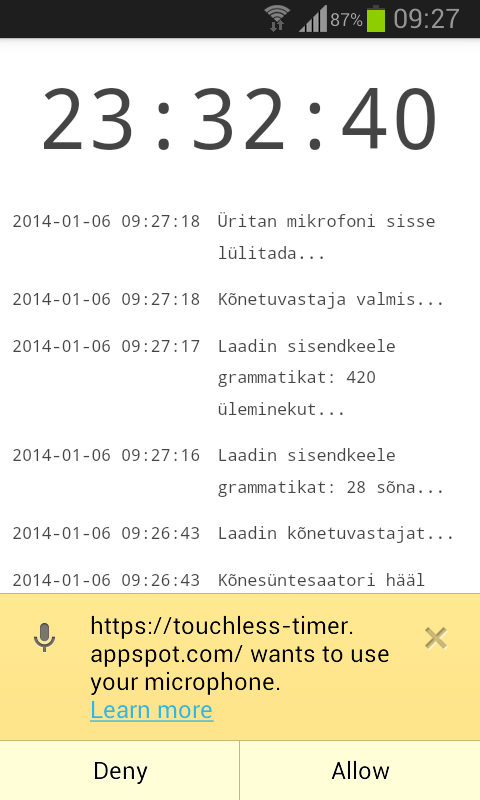 87% 09:27
23:32:40
2014-01-06 09:27:18 Üritan mikrofoni sisse
lülitada...
2014-01-06 09:27:18 Kõnetuvastaja valmis...
2014-01-06 09:27:17 Laadin sisendkeele
grammatikat: 420
üleminekut...
2014-01-06 09:27:16 Laadin sisendkeele
grammatikat: 28 sõna...
2014-01-06 09:26:43 Laadin kõnetuvastajat...
2014-01-06 09:26:43 Kõnesüntesaatori hääl
https://touchless-timer.
appspot.com/ wants to use
your microphone.
Learn more
Deny Allow